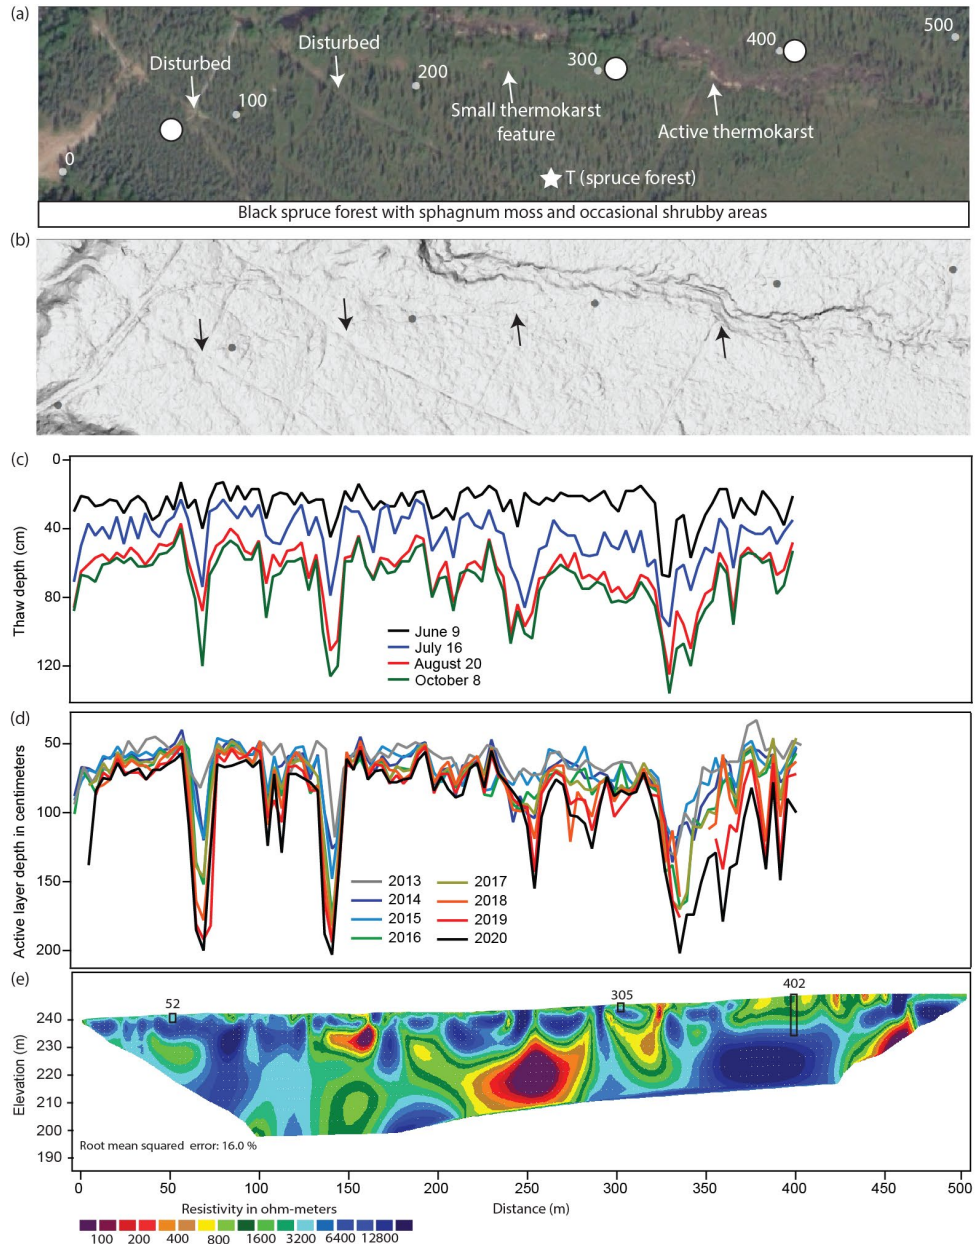 (a)
Disturbed
Disturbed
0
100
200
300
400
500
Small thermokarst
feature
Active thermokarst
T (spruce forest)
Black spruce forest with sphagnum moss and occasional shrubby areas
(b)
(c)
0
40
80
120
Thaw depth (cm)
June 9
July 16
August 20
October 8
(d)
50
100
150
200
Active layer depth in centimeters
2013
2014
2015
2016
2017
2018
2019
2020
(e)
52
305
402
240
230
220
210
200
190
Elevation (m)
Root mean squared error: 16.0 %
0 50 100 150 200 250 300 350 400 450 500
Resistivity in ohm-meters
Distance (m)
100 200 400 800 1600 3200 6400 12800